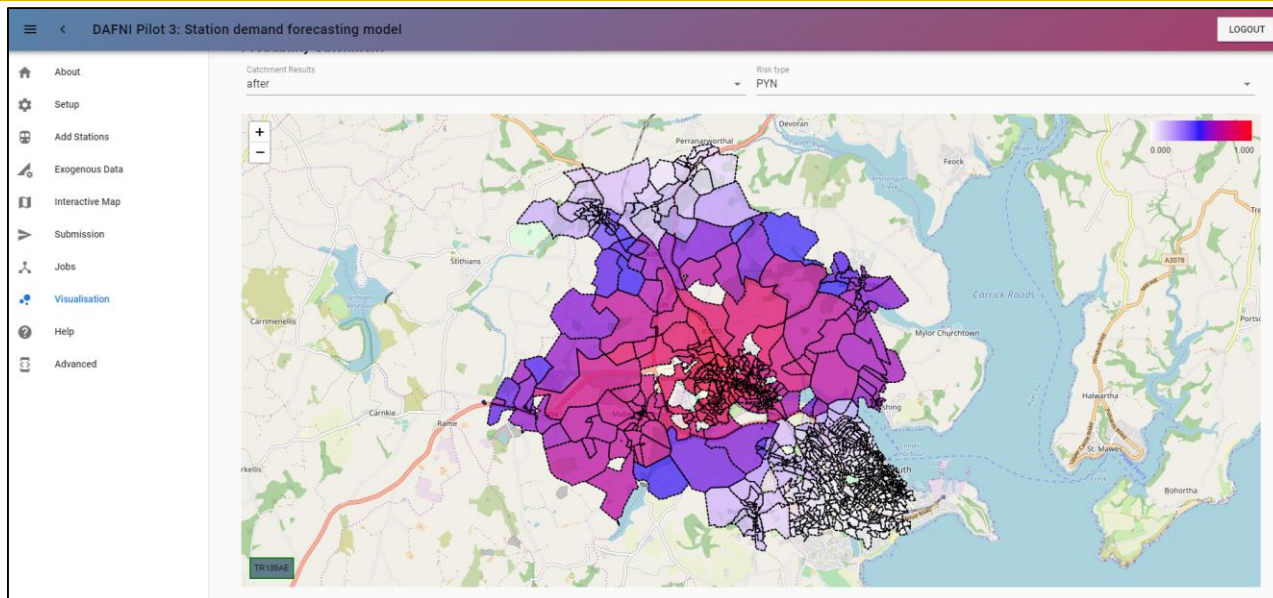 DAFNI Pilot 3: Station demand forecasting model
LOGOUT
About
Setup
Add Stations
Exogenous Data
Interactive Map
Submission
Jobs
Visualisation
Help
Advanced
Catchment Results
after
Risk type
PYN
+
−
0.000
1.000
Devoran
Perranarworthal
Feock
Stithians
A3078
Carrick Roads
Carnmenellis
Mylor Churchtown
Carnkie
Rame
Halwartha
St. Mawes
Bohortha
TR109AE